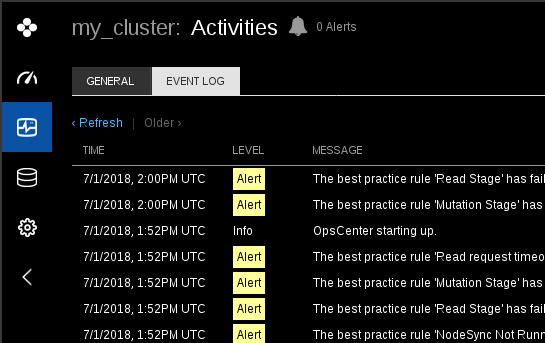 my_cluster: Activities 0 Alerts
GENERAL EVENT LOG
‹ Refresh | Older ›
TIME LEVEL MESSAGE
7/1/2018, 2:00PM UTC Alert The best practice rule 'Read Stage' has fail
7/1/2018, 2:00PM UTC Alert The best practice rule 'Mutation Stage' has
7/1/2018, 1:52PM UTC Info OpsCenter starting up.
7/1/2018, 1:52PM UTC Alert The best practice rule 'Read request timeo
7/1/2018, 1:52PM UTC Alert The best practice rule 'Mutation Stage' has
7/1/2018, 1:52PM UTC Alert The best practice rule 'Read Stage' has fail
7/1/2018, 1:52PM UTC Alert The best practice rule 'NodeSync Not Runn